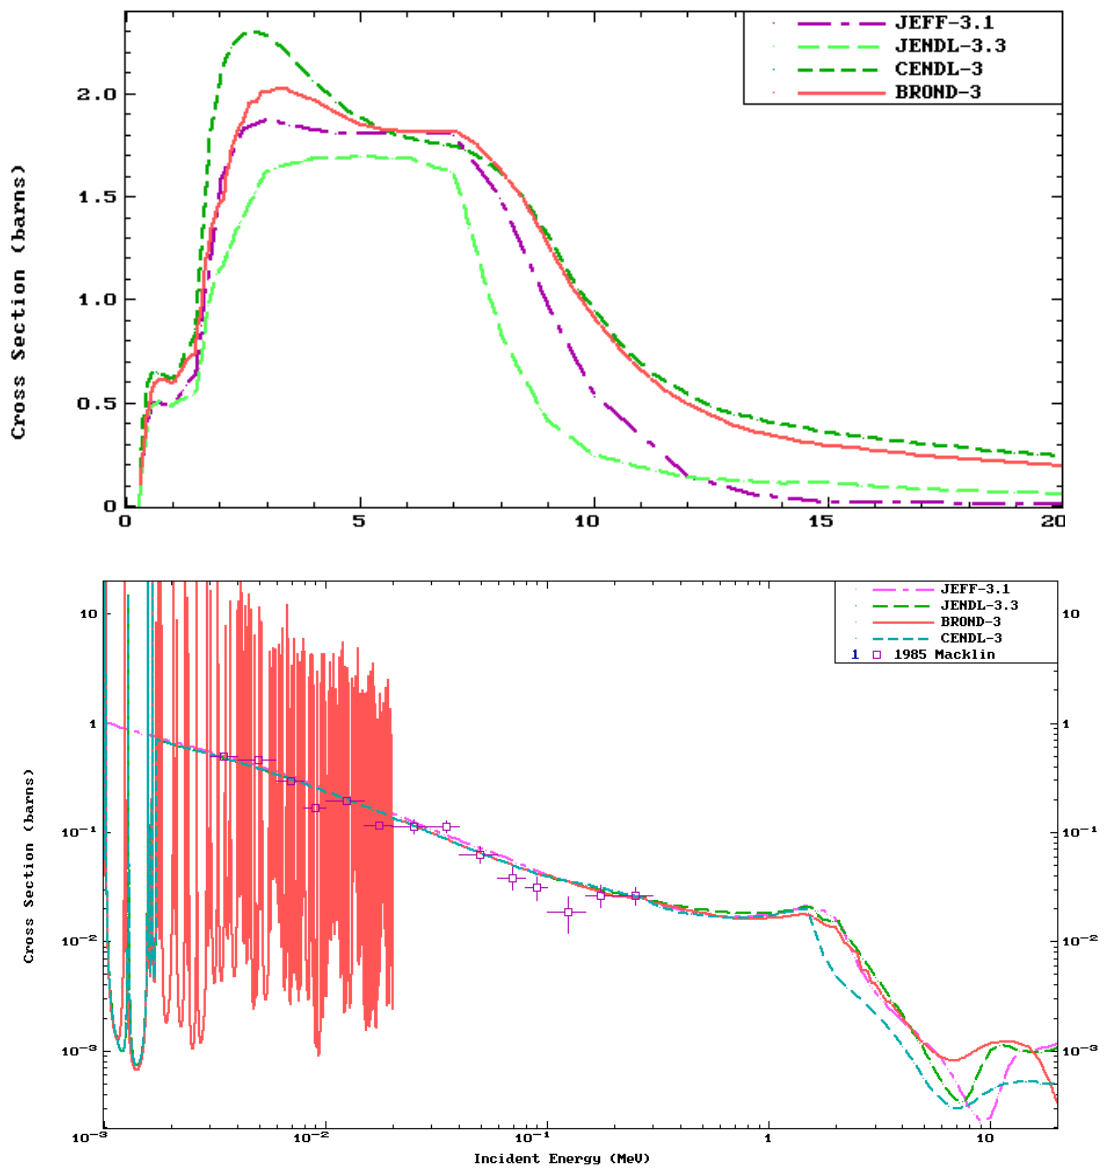 JEFF-3.1
JENDL-3.3
CENDL-3
BROND-3
2.0
1.5
1.0
0.5
0
Cross Section (barns)
0 5 10 15 20
JEFF-3.1
JENDL-3.3
BROND-3
CENDL-3
1 1985 Macklin
10 10
1 1
10-1 10-1
10-2 10-2
10-3 10-3
Cross Section (barns)
10-3 10-2 10-1 1 10
Incident Energy (MeV)